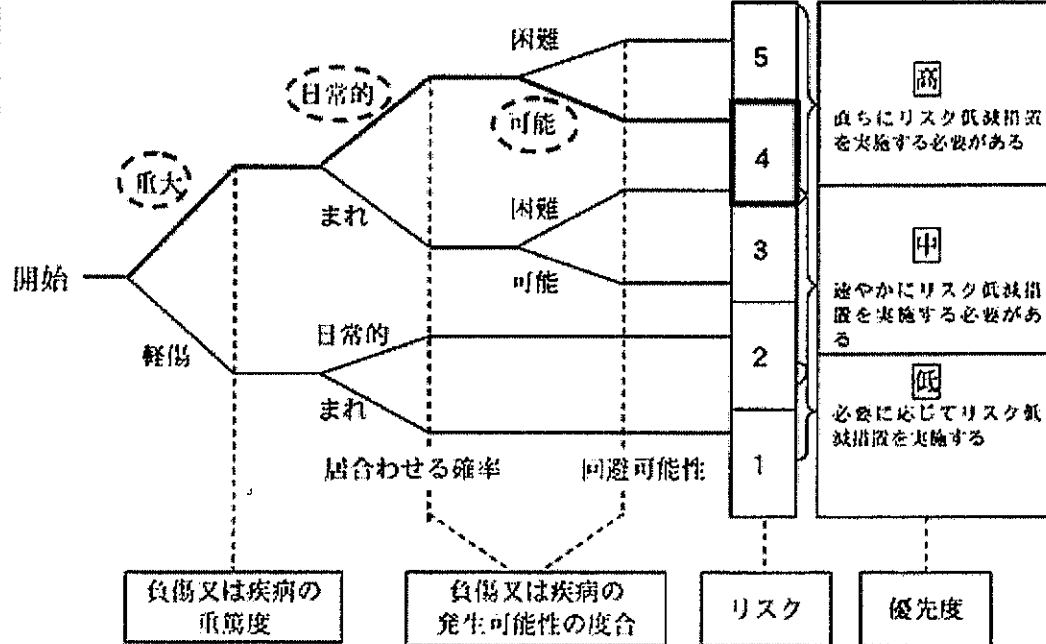 困難
日常的
可能
重大
まれ
困難
可能
開始
軽傷
日常的
まれ
居合わせる確率
回避可能性
5
4
3
2
1
高
直ちにリスク低減措置
を実施する必要がある
中
速やかにリスク低減措
置を実施する必要があ
る
低
必要に応じてリスク低
減措置を実施する
負傷又は疾病の
重篤度
負傷又は疾病の
発生可能性の度合
リスク
優先度